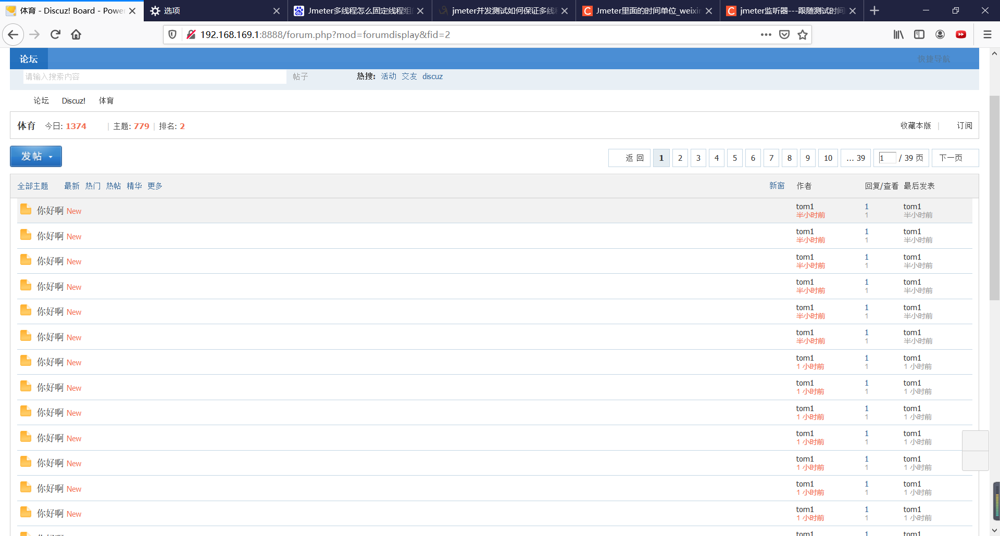 体育 - Discuz! Board - Power
选项
Jmeter多线程怎么固定线程组
jmeter并发测试如何保证多线程
Jmeter里面的时间单位_weixin
jmeter监听器---跟随测试时间
192.168.169.1:8888/forum.php?mod=forumdisplay&fid=2
论坛
快捷导航
请输入搜索内容 帖子 热搜: 活动 交友 discuz
论坛 Discuz! 体育
体育 今日: 1374 | 主题: 779 | 排名: 2 收藏本版 | 订阅
发帖
返 回 1 2 3 4 5 6 7 8 9 10 ... 39 1 / 39 页 下一页
全部主题 最新 热门 热帖 精华 更多 新窗 作者 回复/查看 最后发表
你好啊 New tom1 1 tom1
半小时前 1 半小时前
你好啊 New tom1 1 tom1
半小时前 1 半小时前
你好啊 New tom1 1 tom1
半小时前 1 半小时前
你好啊 New tom1 1 tom1
半小时前 1 半小时前
你好啊 New tom1 1 tom1
半小时前 1 半小时前
你好啊 New tom1 1 tom1
半小时前 1 半小时前
你好啊 New tom1 1 tom1
1 小时前 1 1 小时前
你好啊 New tom1 1 tom1
1 小时前 1 1 小时前
你好啊 New tom1 1 tom1
1 小时前 1 1 小时前
你好啊 New tom1 1 tom1
1 小时前 1 1 小时前
你好啊 New tom1 1 tom1
1 小时前 1 1 小时前
你好啊 New tom1 1 tom1
1 小时前 1 1 小时前
你好啊 New tom1 1 tom1
1 小时前 1 1 小时前
tom1 1 tom1